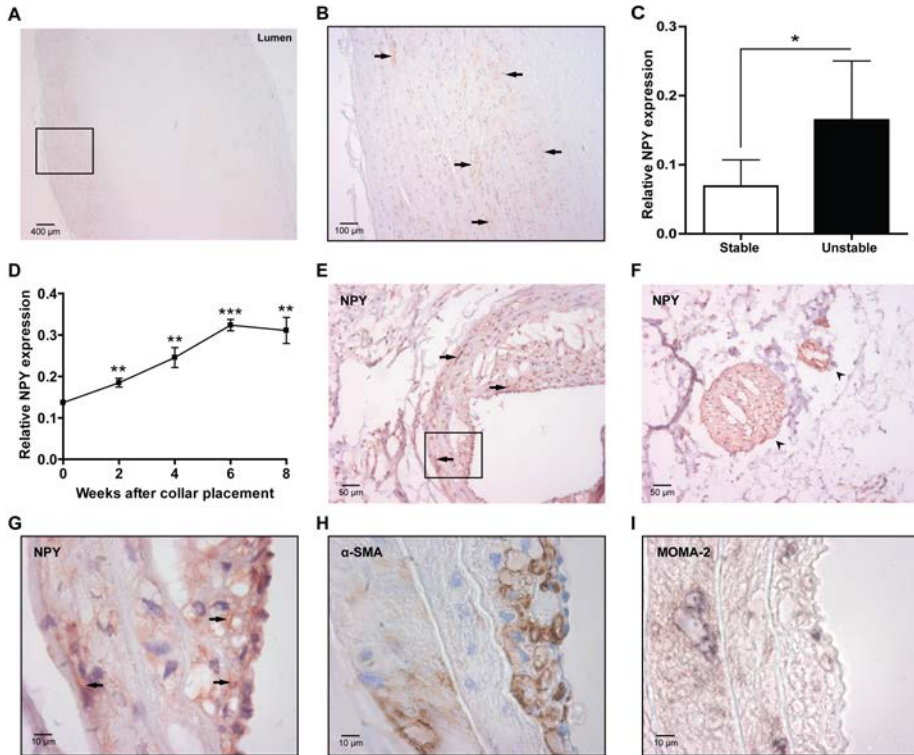 A
Lumen
400 µm
B
100 µm
C
Relative NPY expression
0.3
0.2
0.1
0.0
*
Stable
Unstable
D
Relative NPY expression
0.4
0.3
0.2
0.1
0.0
**
**
***
**
0
2
4
6
8
Weeks after collar placement
E
NPY
50 µm
F
NPY
50 µm
G
NPY
10 µm
H
α-SMA
10 µm
I
MOMA-2
10 µm